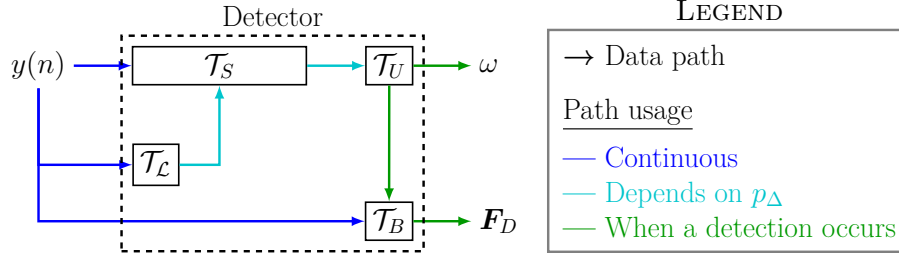 Detector
y(n)
𝒯_S
𝒯_U
ω
𝒯_ℒ
𝒯_B
𝑭_D
LEGEND
→ Data path
Path usage
— Continuous
— Depends on p_Δ
— When a detection occurs